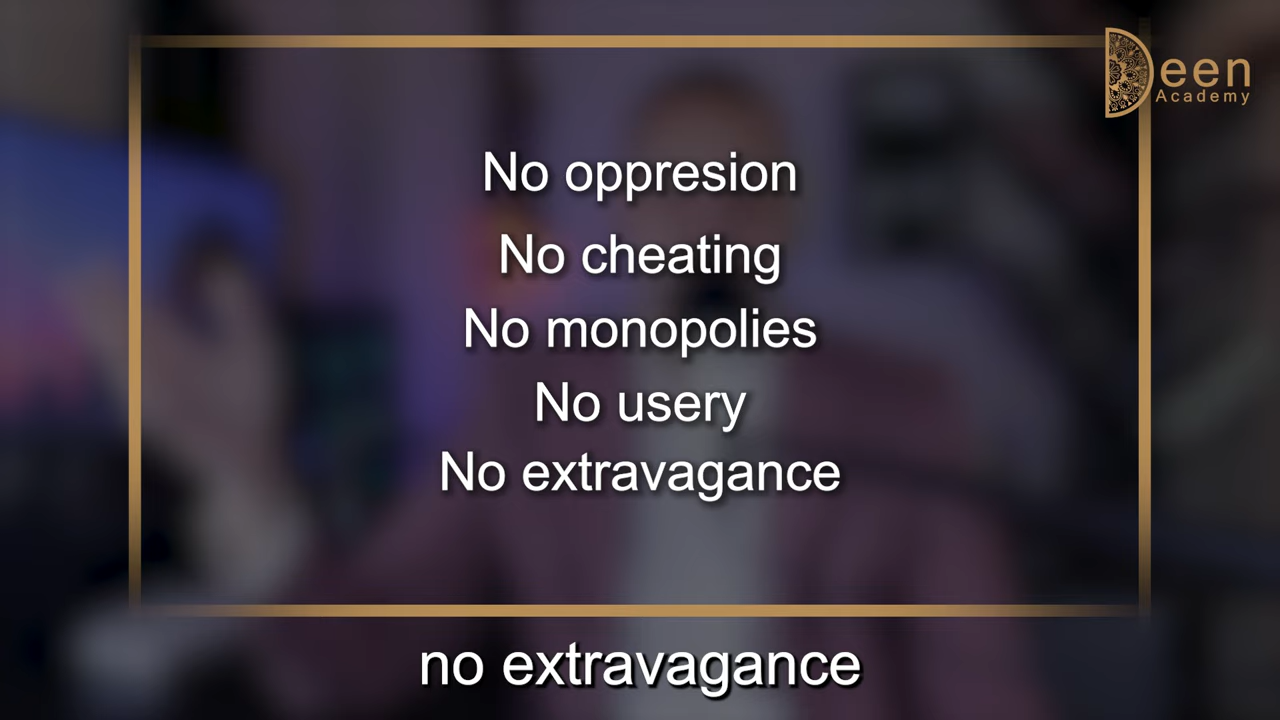 Deen
Academy
No oppresion
No cheating
No monopolies
No usery
No extravagance
no extravagance